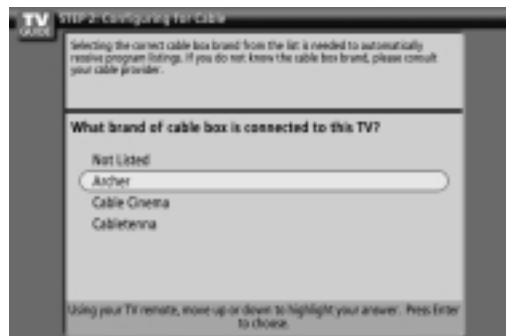 TV
GUIDE
STEP 2: Configuring for Cable
Selecting the correct cable box brand from the list is needed to automatically
receive program listings. If you do not know the cable box brand, please consult
your cable provider.
What brand of cable box is connected to this TV?
Not Listed
Archer
Cable Cinema
Cabletenna
Using your TV remote, move up or down to highlight your answer. Press Enter
to choose.